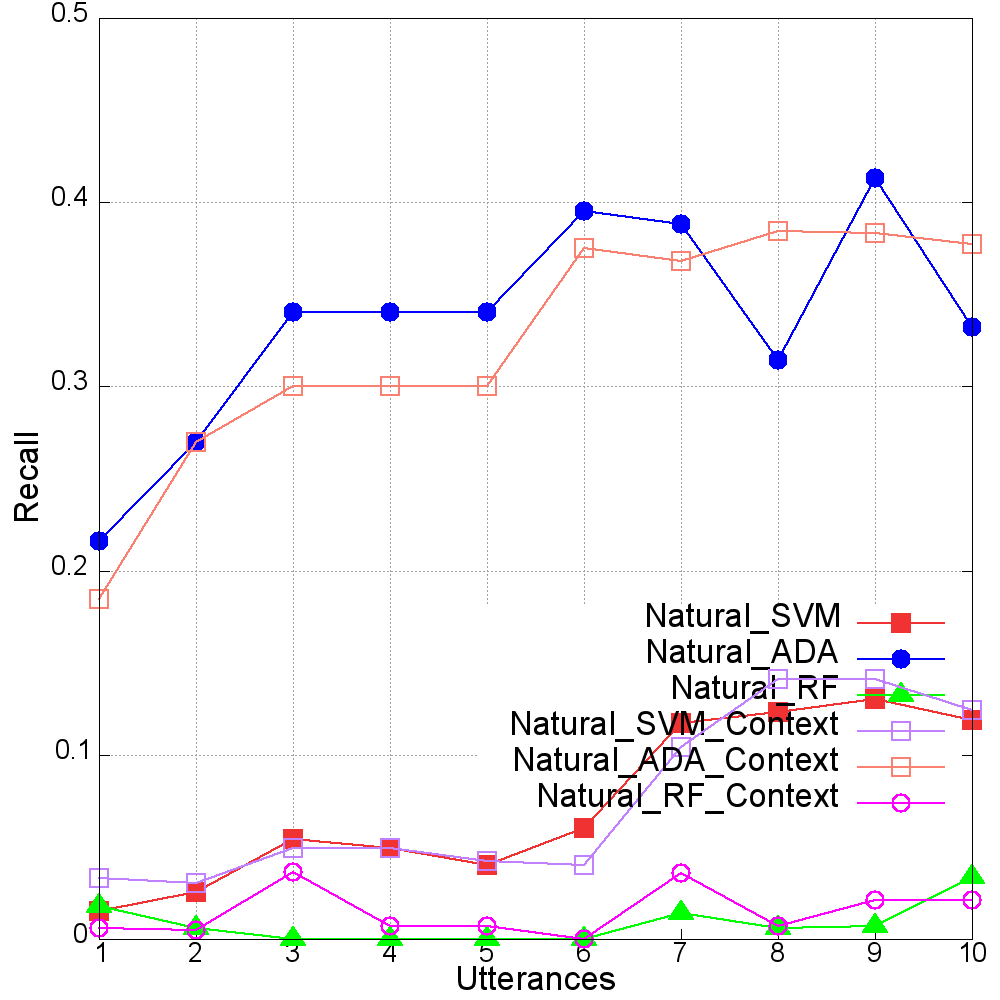 0.5
0.4
0.3
0.2
0.1
0
Recall
Natural_SVM
Natural_ADA
Natural_RF
Natural_SVM_Context
Natural_ADA_Context
Natural_RF_Context
1 2 3 4 5 6 7 8 9 10
Utterances